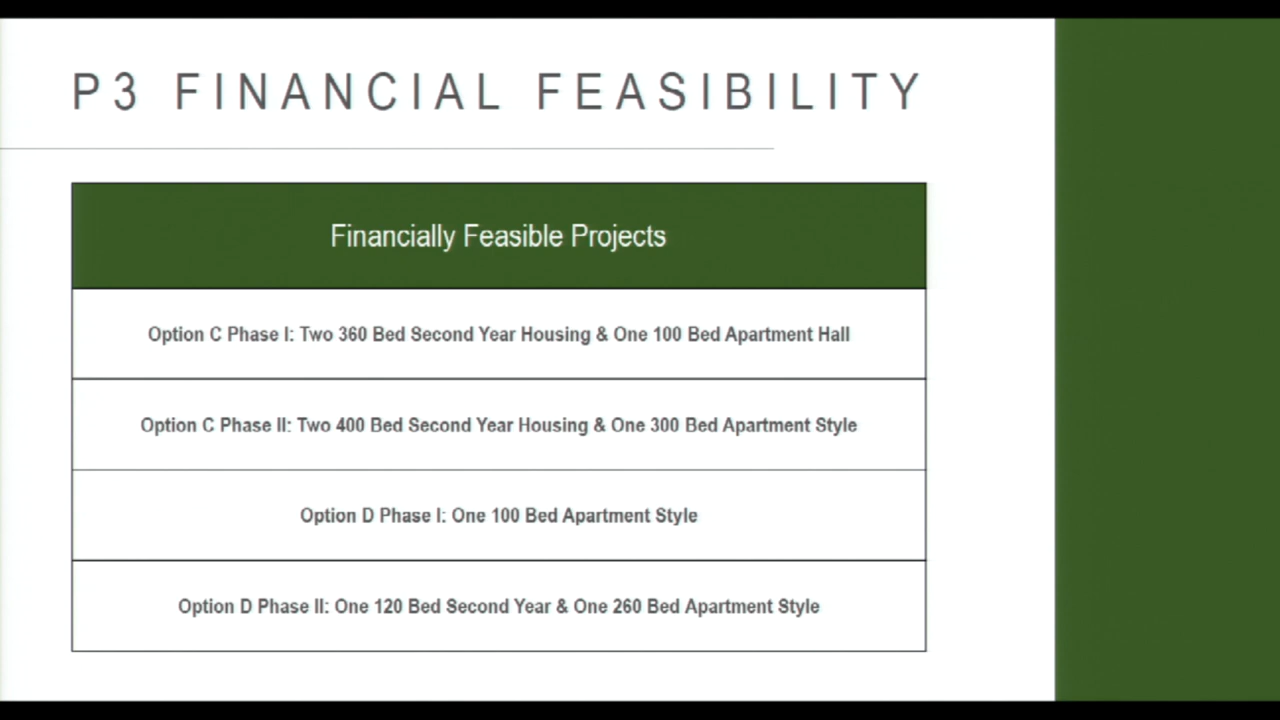 P3 FINANCIAL FEASIBILITY
Financially Feasible Projects
Option C Phase I: Two 360 Bed Second Year Housing & One 100 Bed Apartment Hall
Option C Phase II: Two 400 Bed Second Year Housing & One 300 Bed Apartment Style
Option D Phase I: One 100 Bed Apartment Style
Option D Phase II: One 120 Bed Second Year & One 260 Bed Apartment Style